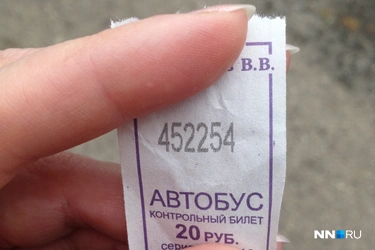 В.В.
452254
АВТОБУС
КОНТРОЛЬНЫЙ БИЛЕТ
20 РУБ.
NN RU